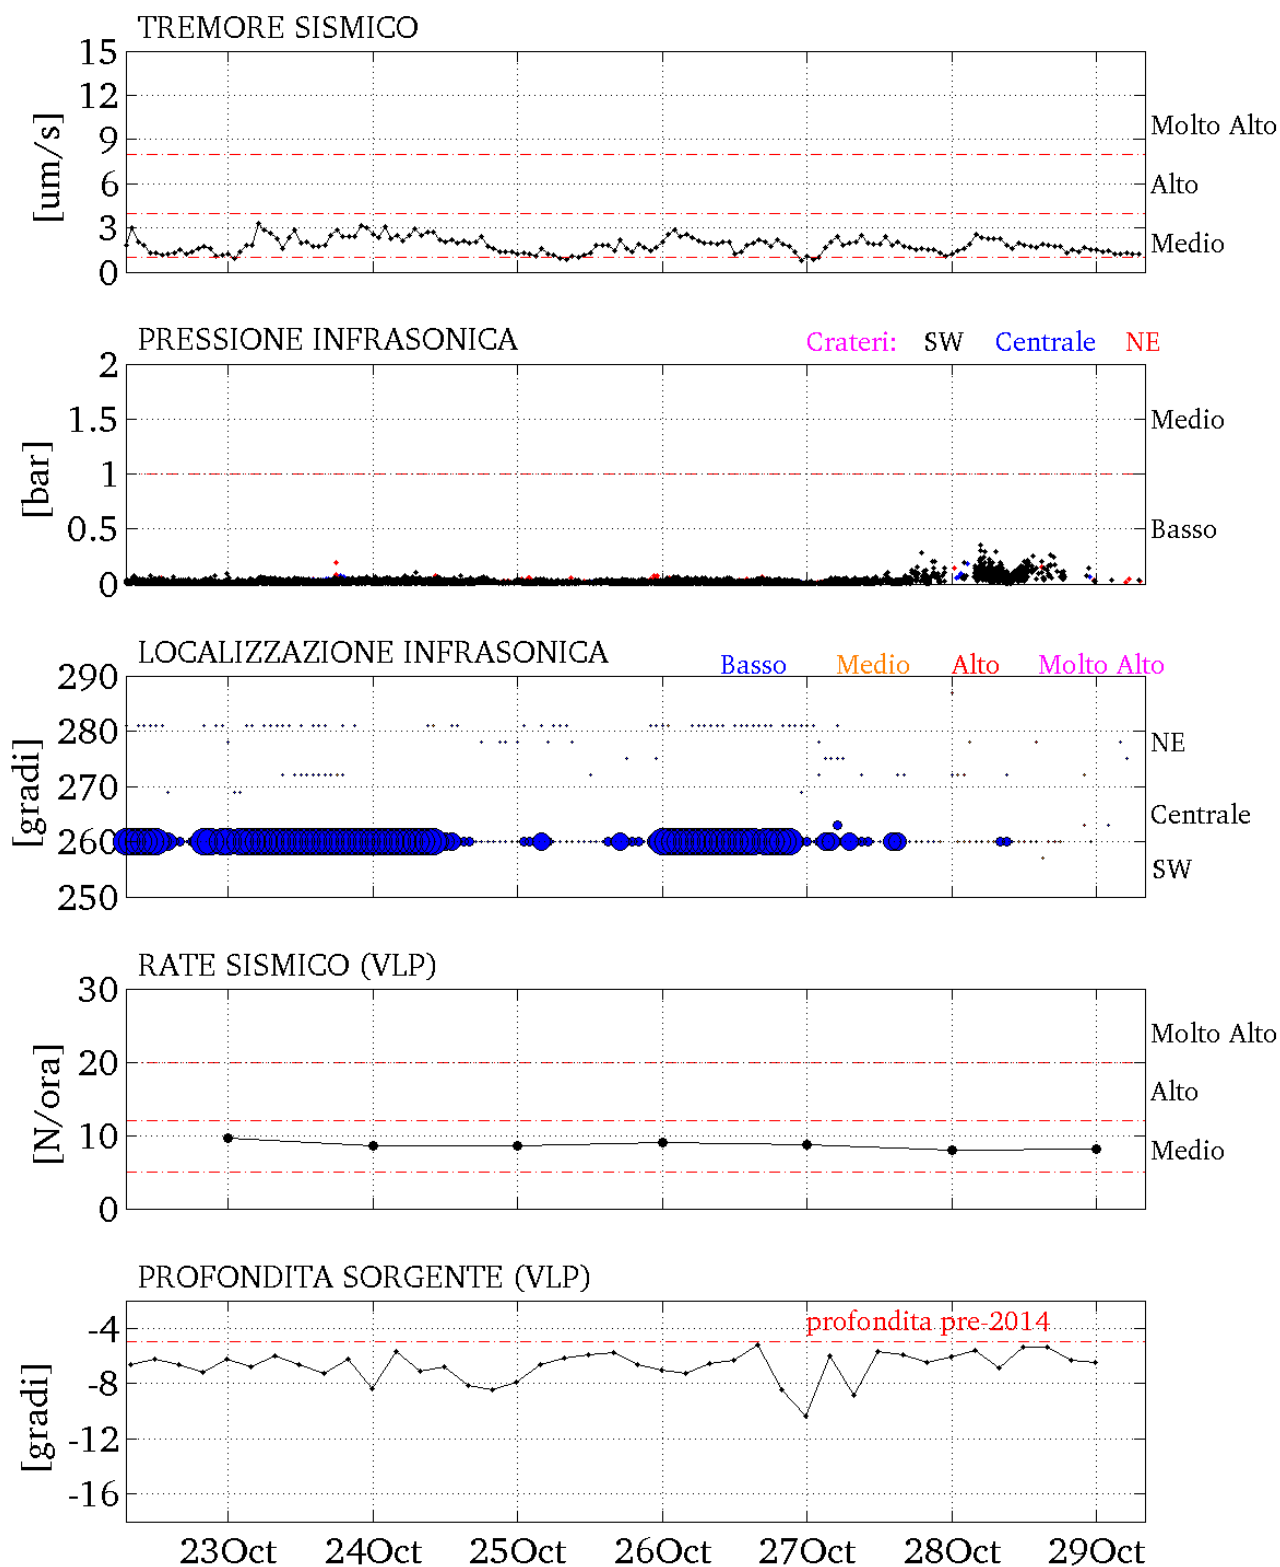 TREMORE SISMICO
15
12
9
6
3
0
[um/s]
Molto Alto
Alto
Medio
PRESSIONE INFRASONICA
Crateri: SW Centrale NE
2
1.5
1
0.5
0
[bar]
Medio
Basso
LOCALIZZAZIONE INFRASONICA
Basso Medio Alto Molto Alto
290
280
270
260
250
[gradi]
NE
Centrale
SW
RATE SISMICO (VLP)
30
20
10
0
[N/ora]
Molto Alto
Alto
Medio
PROFONDITA SORGENTE (VLP)
profondita pre-2014
-4
-8
-12
-16
[gradi]
23Oct 24Oct 25Oct 26Oct 27Oct 28Oct 29Oct